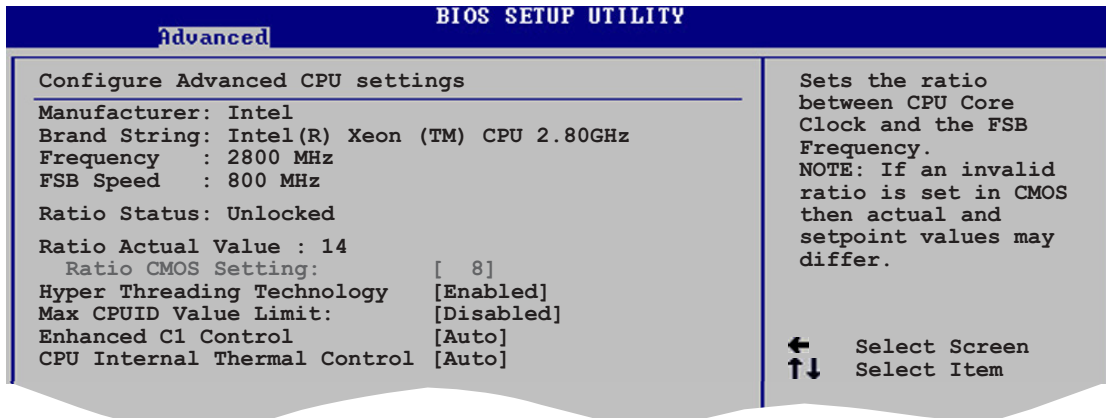 BIOS SETUP UTILITY
Advanced
Configure Advanced CPU settings
Manufacturer: Intel
Brand String: Intel(R) Xeon (TM) CPU 2.80GHz
Frequency   : 2800 MHz
FSB Speed   : 800 MHz
Ratio Status: Unlocked
Ratio Actual Value : 14
Ratio CMOS Setting:        [  8]
Hyper Threading Technology   [Enabled]
Max CPUID Value Limit:       [Disabled]
Enhanced C1 Control          [Auto]
CPU Internal Thermal Control [Auto]
Sets the ratio
between CPU Core
Clock and the FSB
Frequency.
NOTE: If an invalid
ratio is set in CMOS
then actual and
setpoint values may
differ.
← Select Screen
↑↓ Select Item